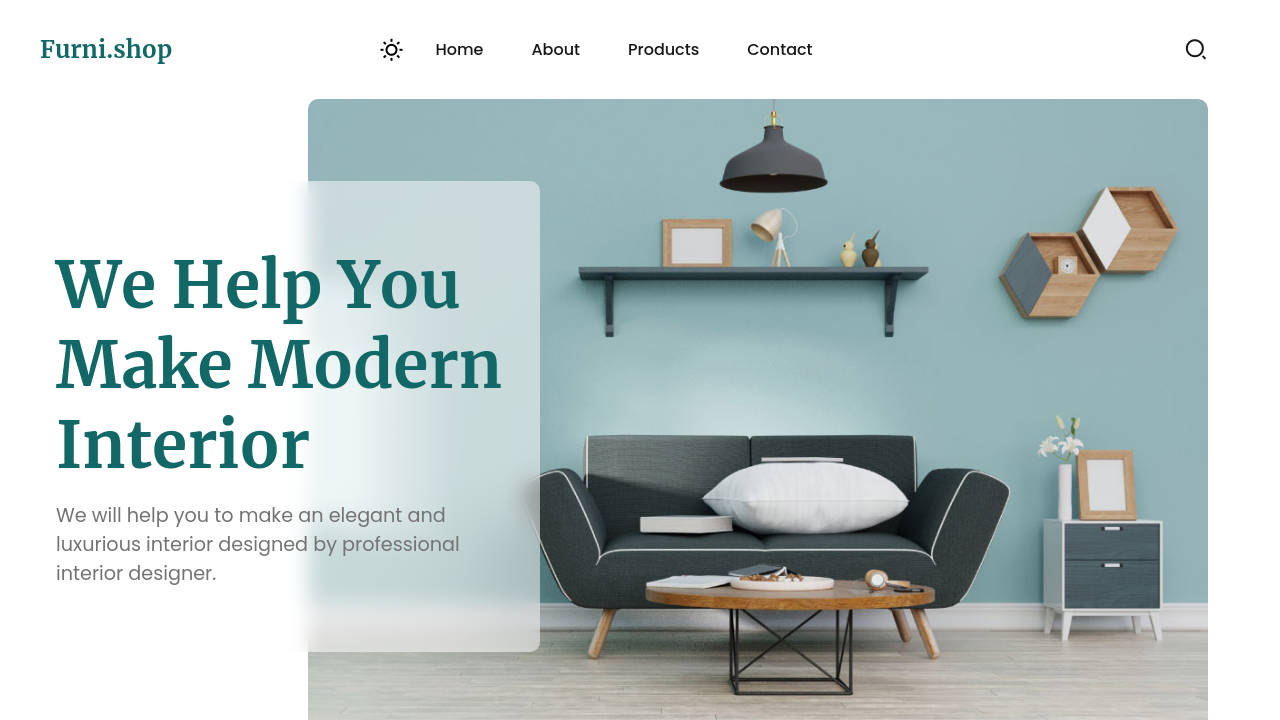 Furni.shop
Home About Products Contact
We Help You
Make Modern
Interior
We will help you to make an elegant and
luxurious interior designed by professional
interior designer.